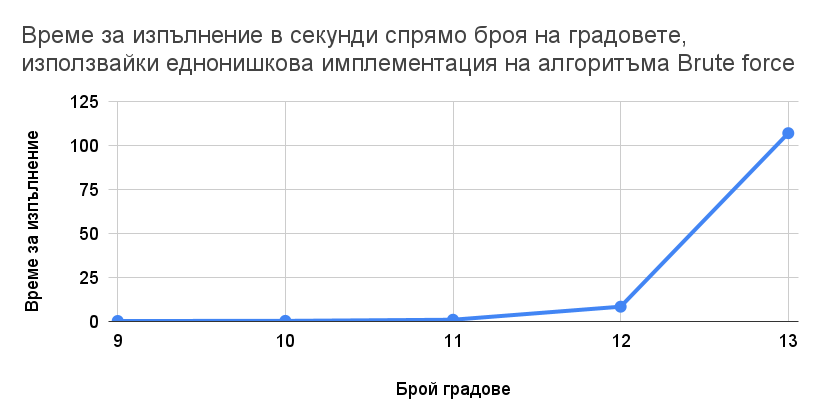 Време за изпълнение в секунди спрямо броя на градовете,
използвайки еднонишкова имплементация на алгоритъма Brute force
125
100
75
50
25
0
Време за изпълнение
9 10 11 12 13
Брой градове